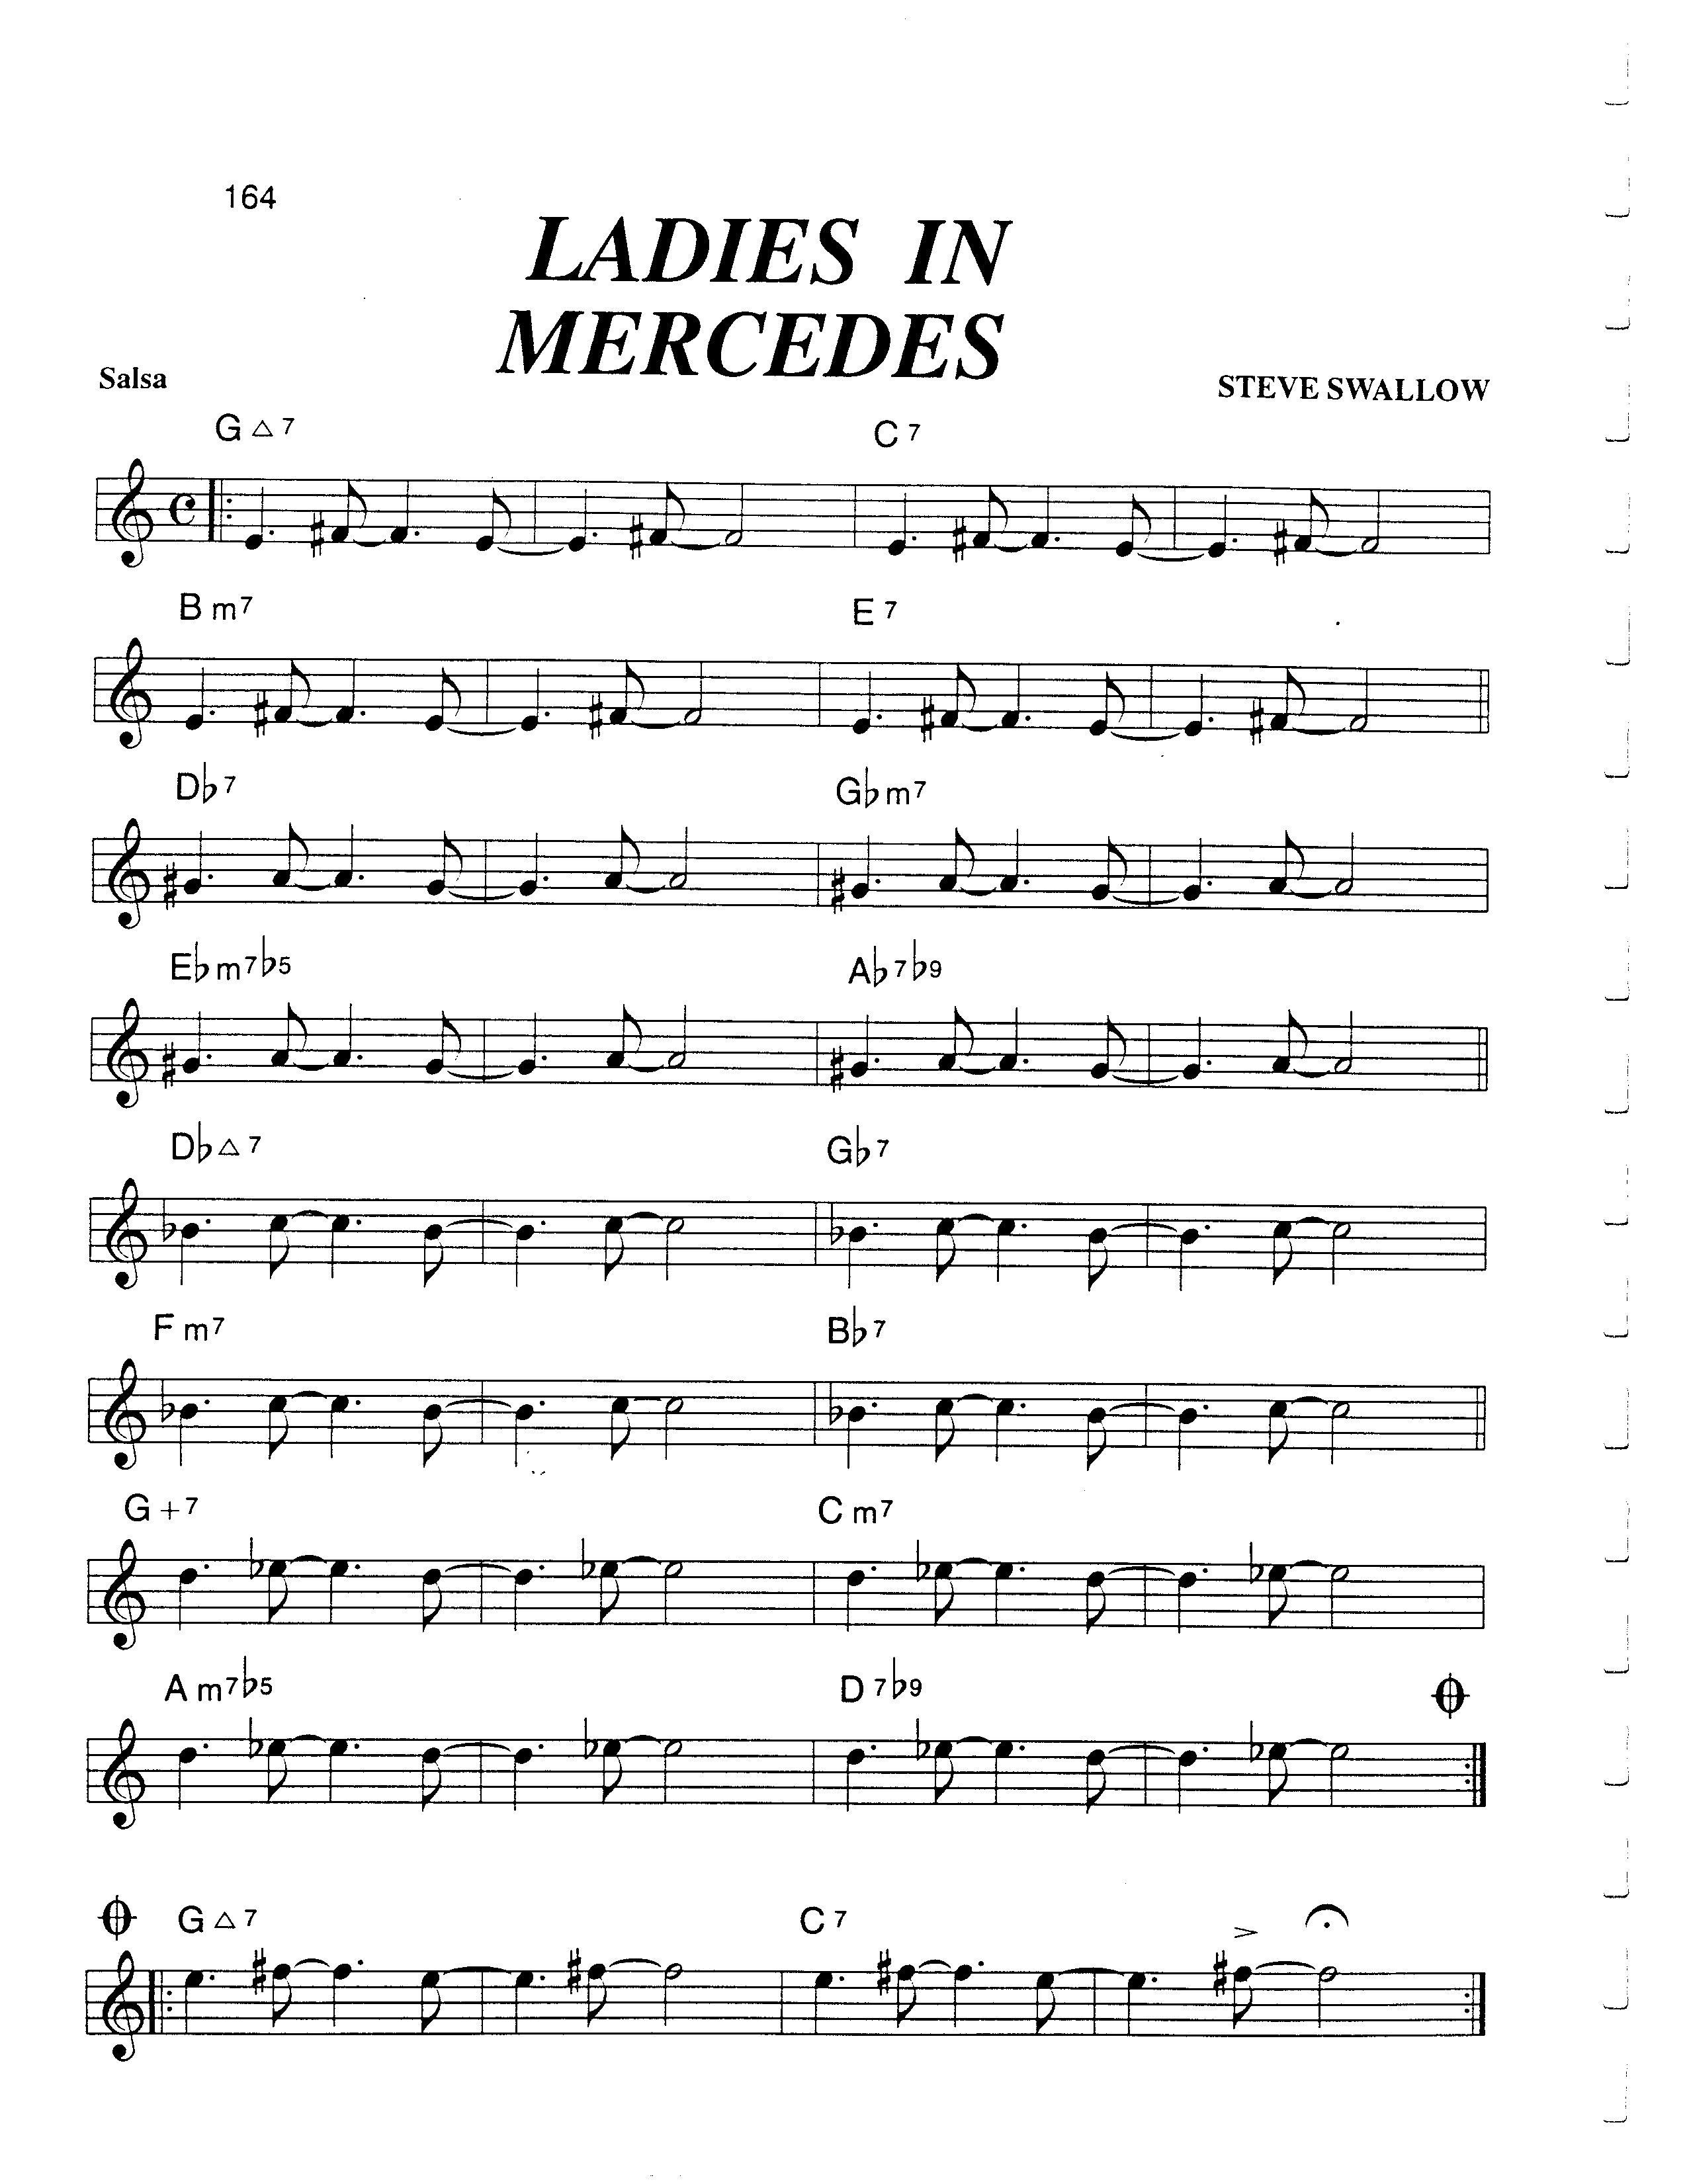 164
LADIES IN
MERCEDES
Salsa
STEVE SWALLOW
G△7 C7
Bm7 E7
D♭7 G♭m7
E♭m7♭5 A♭7♭9
D♭△7 G♭7
Fm7 B♭7
G+7 Cm7
Am7♭5 D7♭9
G△7 C7